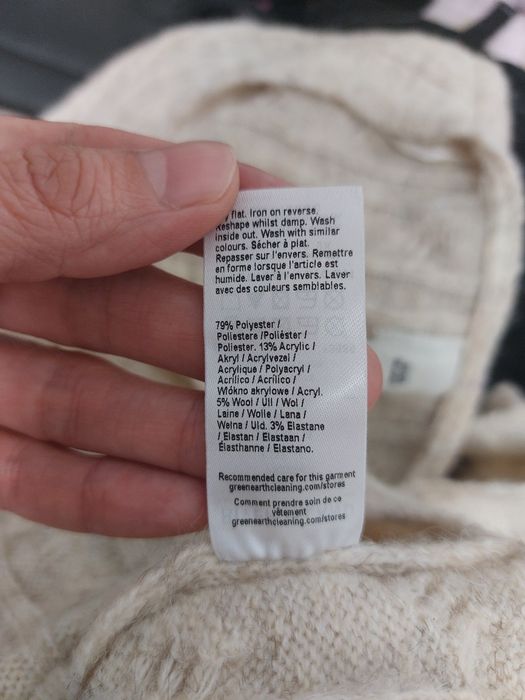 flat. Iron on reverse.
Reshape whilst damp. Wash
inside out. Wash with similar
colours. Sécher à plat.
Repasser sur l'envers. Remettre
en forme lorsque l'article est
humide. Laver à l'envers. Laver
avec des couleurs semblables.
79% Polyester /
Poliestere /Poliéster /
Poliester. 13% Acrylic /
Akryl / Acrylvezel /
Acrylique / Polyacryl /
Acrilico / Acrílico /
Włókno akrylowe / Acryl.
5% Wool / Ull / Wol /
Laine / Wolle / Lana /
Wełna / Uld. 3% Elastane
/ Elastan / Elastaan /
Élasthanne / Elastano.
Recommended care for this garment
greenearthcleaning.com/stores
Comment prendre soin de ce
vêtement
greenearthcleaning.com/stores